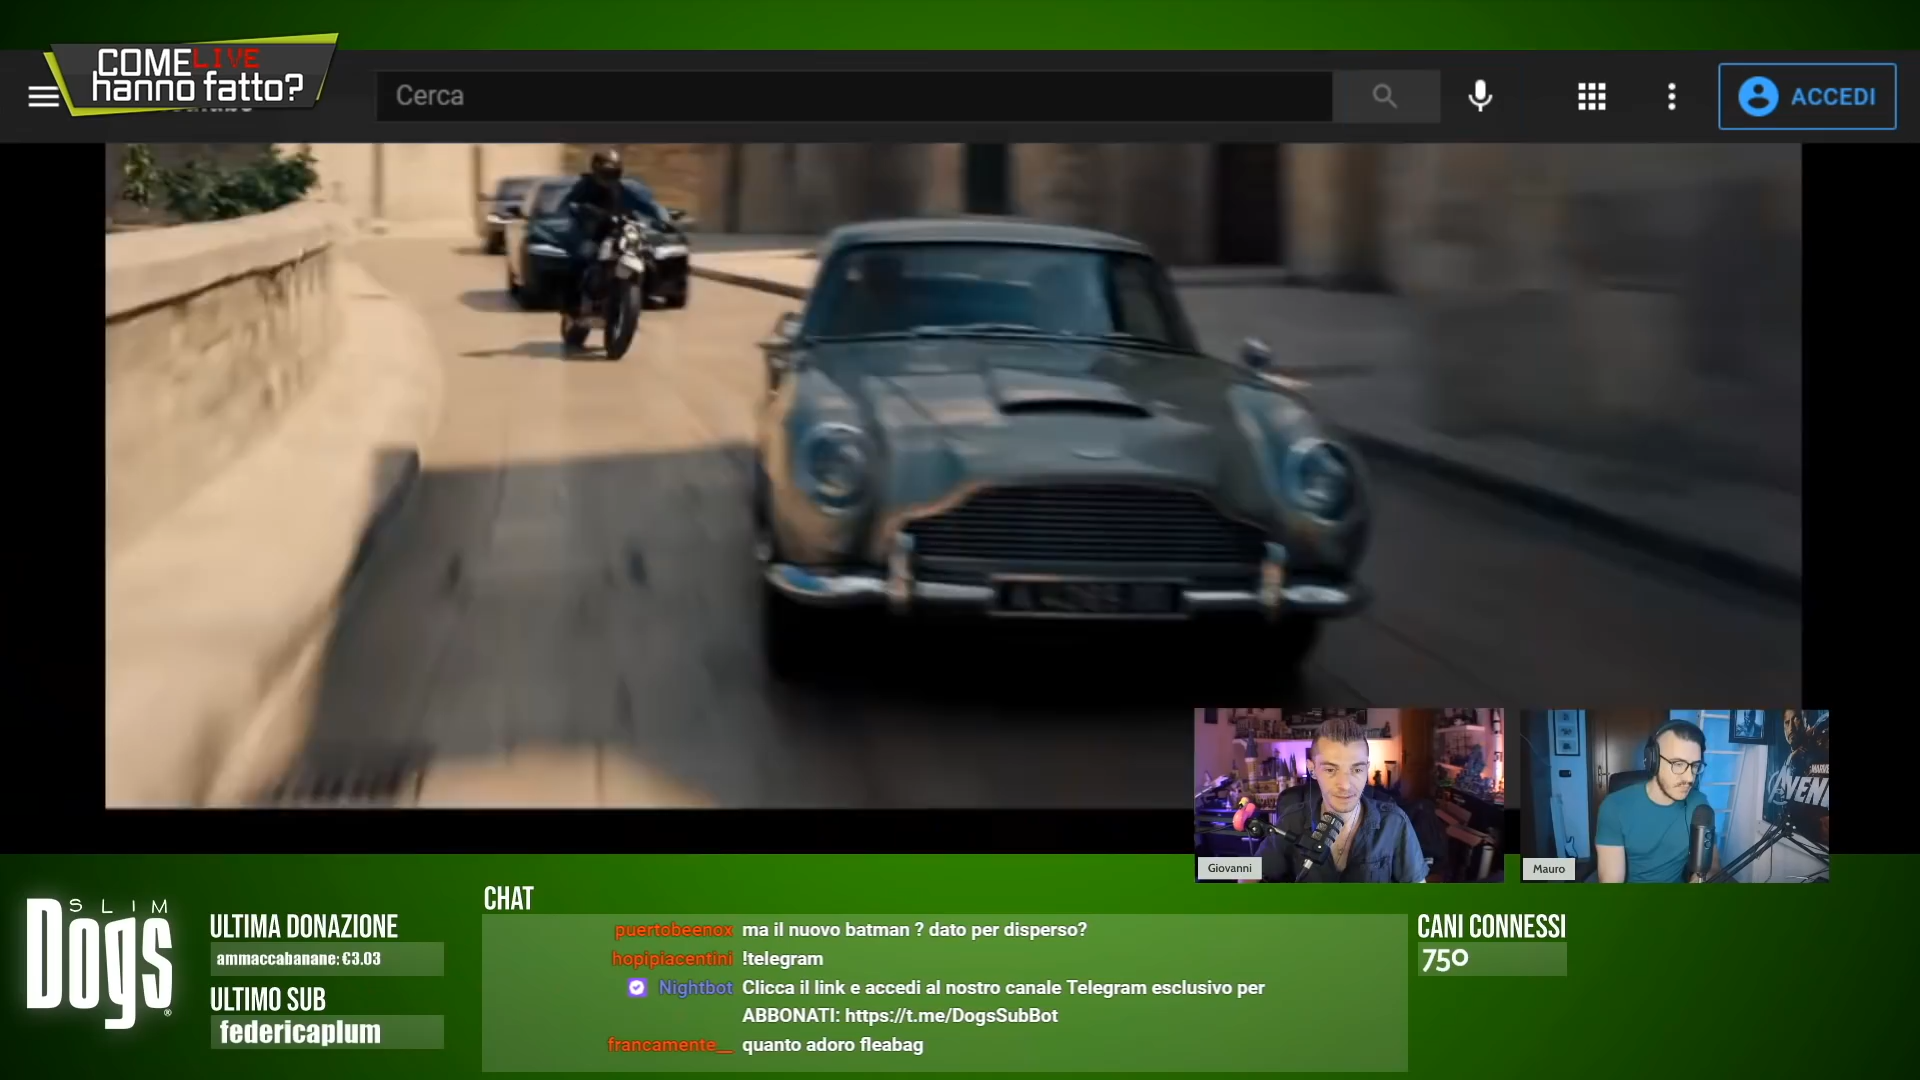 COME LIVE
hanno fatto?
Cerca
ACCEDI
Giovanni
Mauro
SLIM
Dogs
ULTIMA DONAZIONE
ammaccabanane: €3.03
ULTIMO SUB
federicaplum
CHAT
puertobeenox ma il nuovo batman ? dato per disperso?
hopipiacentini !telegram
Nightbot Clicca il link e accedi al nostro canale Telegram esclusivo per
ABBONATI: https://t.me/DogsSubBot
francamente__ quanto adoro fleabag
CANI CONNESSI
750